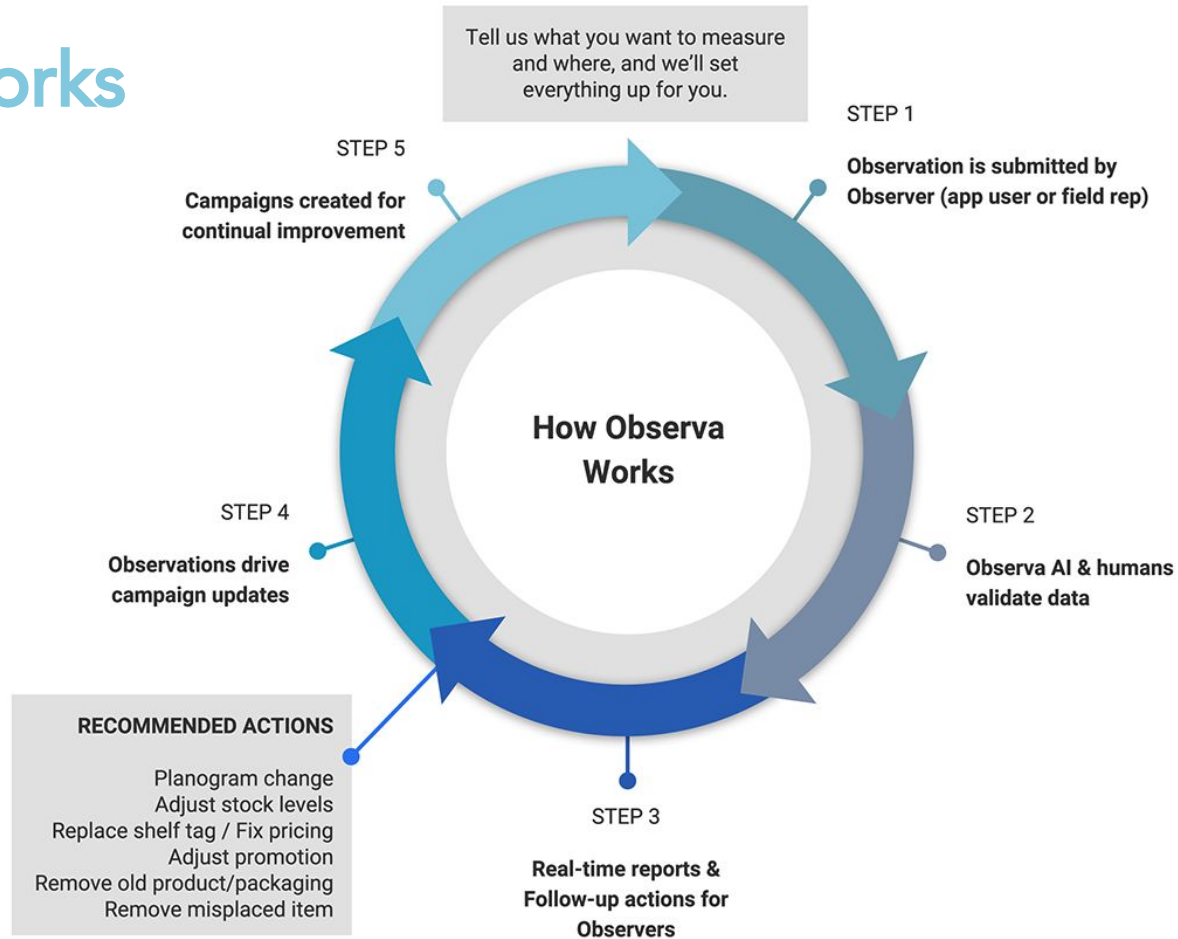 orks
Tell us what you want to measure
and where, and we'll set
everything up for you.
STEP 1
Observation is submitted by
Observer (app user or field rep)
STEP 2
Observa AI & humans
validate data
STEP 3
Real-time reports &
Follow-up actions for
Observers
RECOMMENDED ACTIONS
Planogram change
Adjust stock levels
Replace shelf tag / Fix pricing
Adjust promotion
Remove old product/packaging
Remove misplaced item
STEP 4
Observations drive
campaign updates
STEP 5
Campaigns created for
continual improvement
How Observa
Works